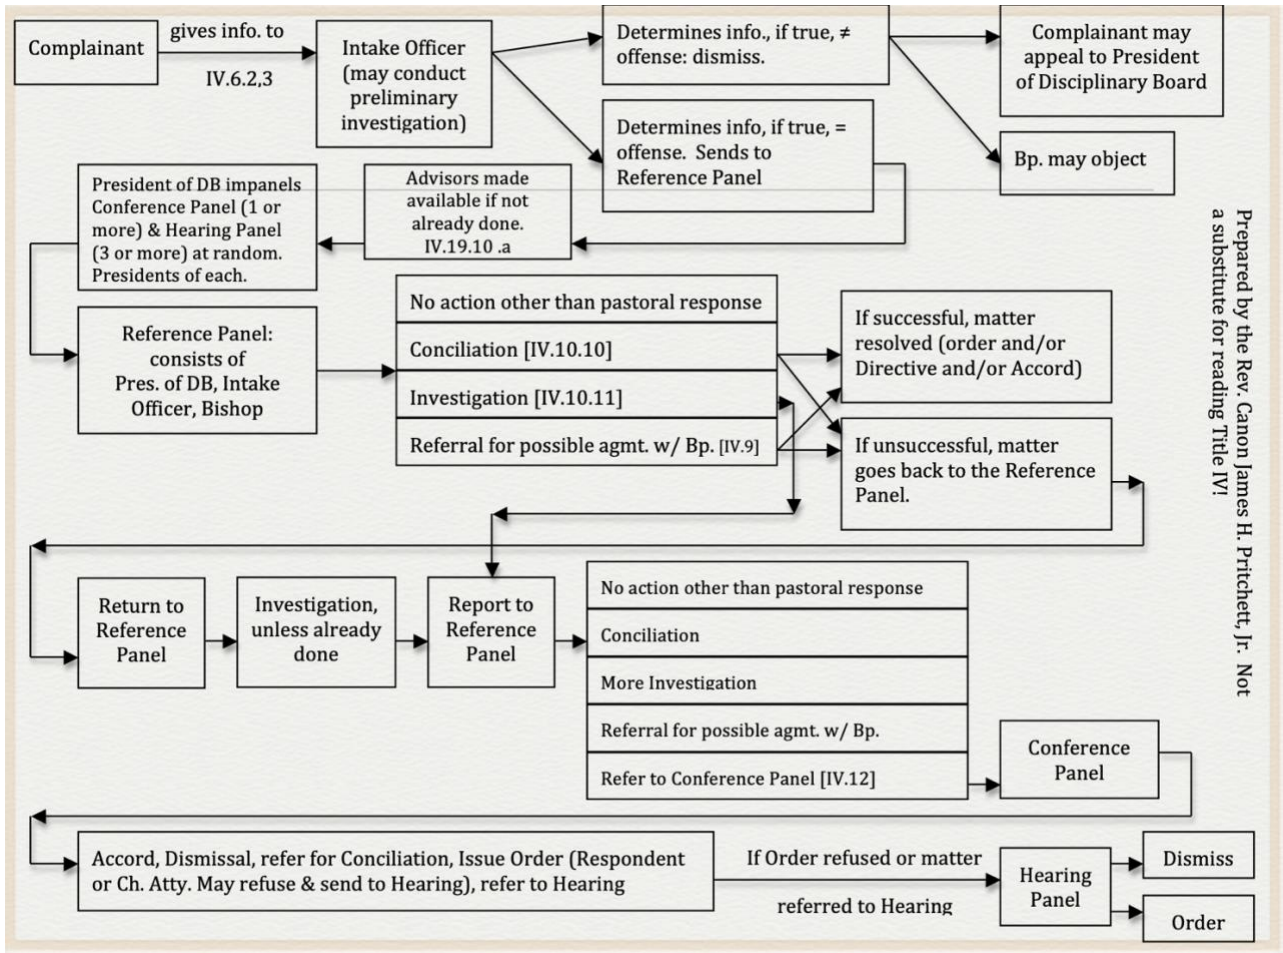 Complainant
gives info. to
IV.6.2,3
Intake Officer
(may conduct
preliminary
investigation)
Determines info., if true, ≠
offense: dismiss.
Complainant may
appeal to President
of Disciplinary Board
Determines info, if true, =
offense. Sends to
Reference Panel
Bp. may object
President of DB impanels
Conference Panel (1 or
more) & Hearing Panel
(3 or more) at random.
Presidents of each.
Advisors made
available if not
already done.
IV.19.10 .a
Reference Panel:
consists of
Pres. of DB, Intake
Officer, Bishop
No action other than pastoral response
Conciliation [IV.10.10]
Investigation [IV.10.11]
Referral for possible agmt. w/ Bp. [IV.9]
If successful, matter
resolved (order and/or
Directive and/or Accord)
If unsuccessful, matter
goes back to the Reference
Panel.
Prepared by the Rev. Canon James H. Pritchett, Jr. Not
a substitute for reading Title IV!
Return to
Reference
Panel
Investigation,
unless already
done
Report to
Reference
Panel
No action other than pastoral response
Conciliation
More Investigation
Referral for possible agmt. w/ Bp.
Refer to Conference Panel [IV.12]
Conference
Panel
Accord, Dismissal, refer for Conciliation, Issue Order (Respondent
or Ch. Atty. May refuse & send to Hearing), refer to Hearing
If Order refused or matter
referred to Hearing
Hearing
Panel
Dismiss
Order